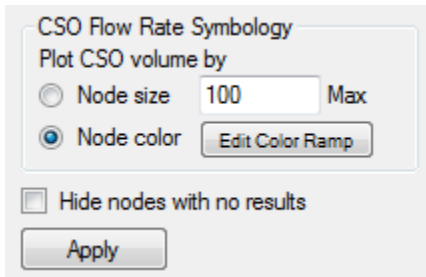 CSO Flow Rate Symbology
Plot CSO volume by
Node size 100 Max
Node color Edit Color Ramp
Hide nodes with no results
Apply